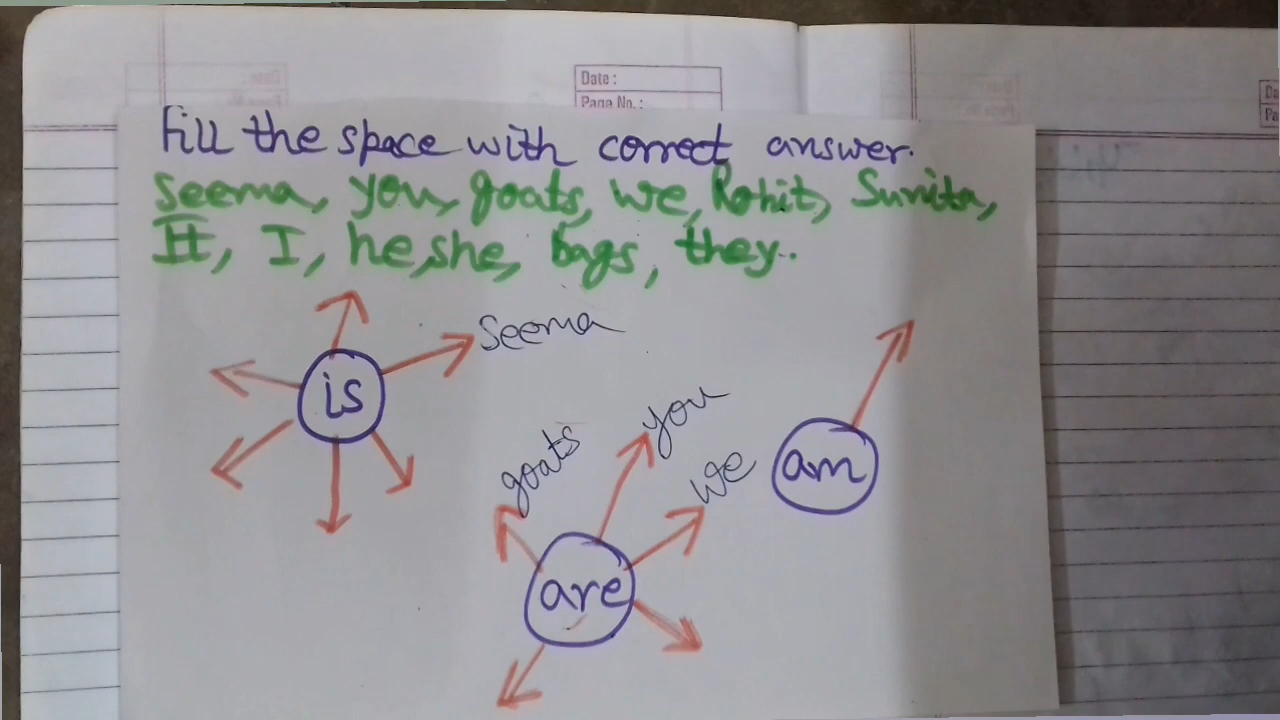 Date :
Page No. :
Fill the space with correct answer.
Seema, you, goats, we, Rohit, Sunita,
It, I, he, she, bags, they.
Seema
is
you
goats
we
am
are